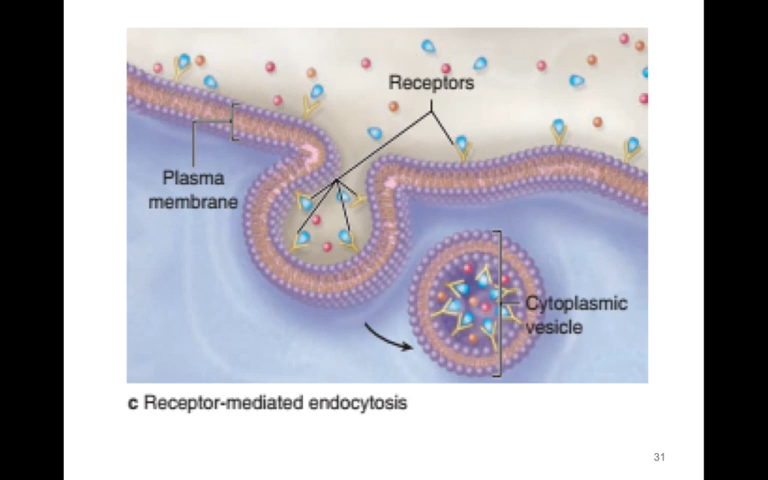 Receptors
Plasma
membrane
Cytoplasmic
vesicle
c Receptor-mediated endocytosis
31